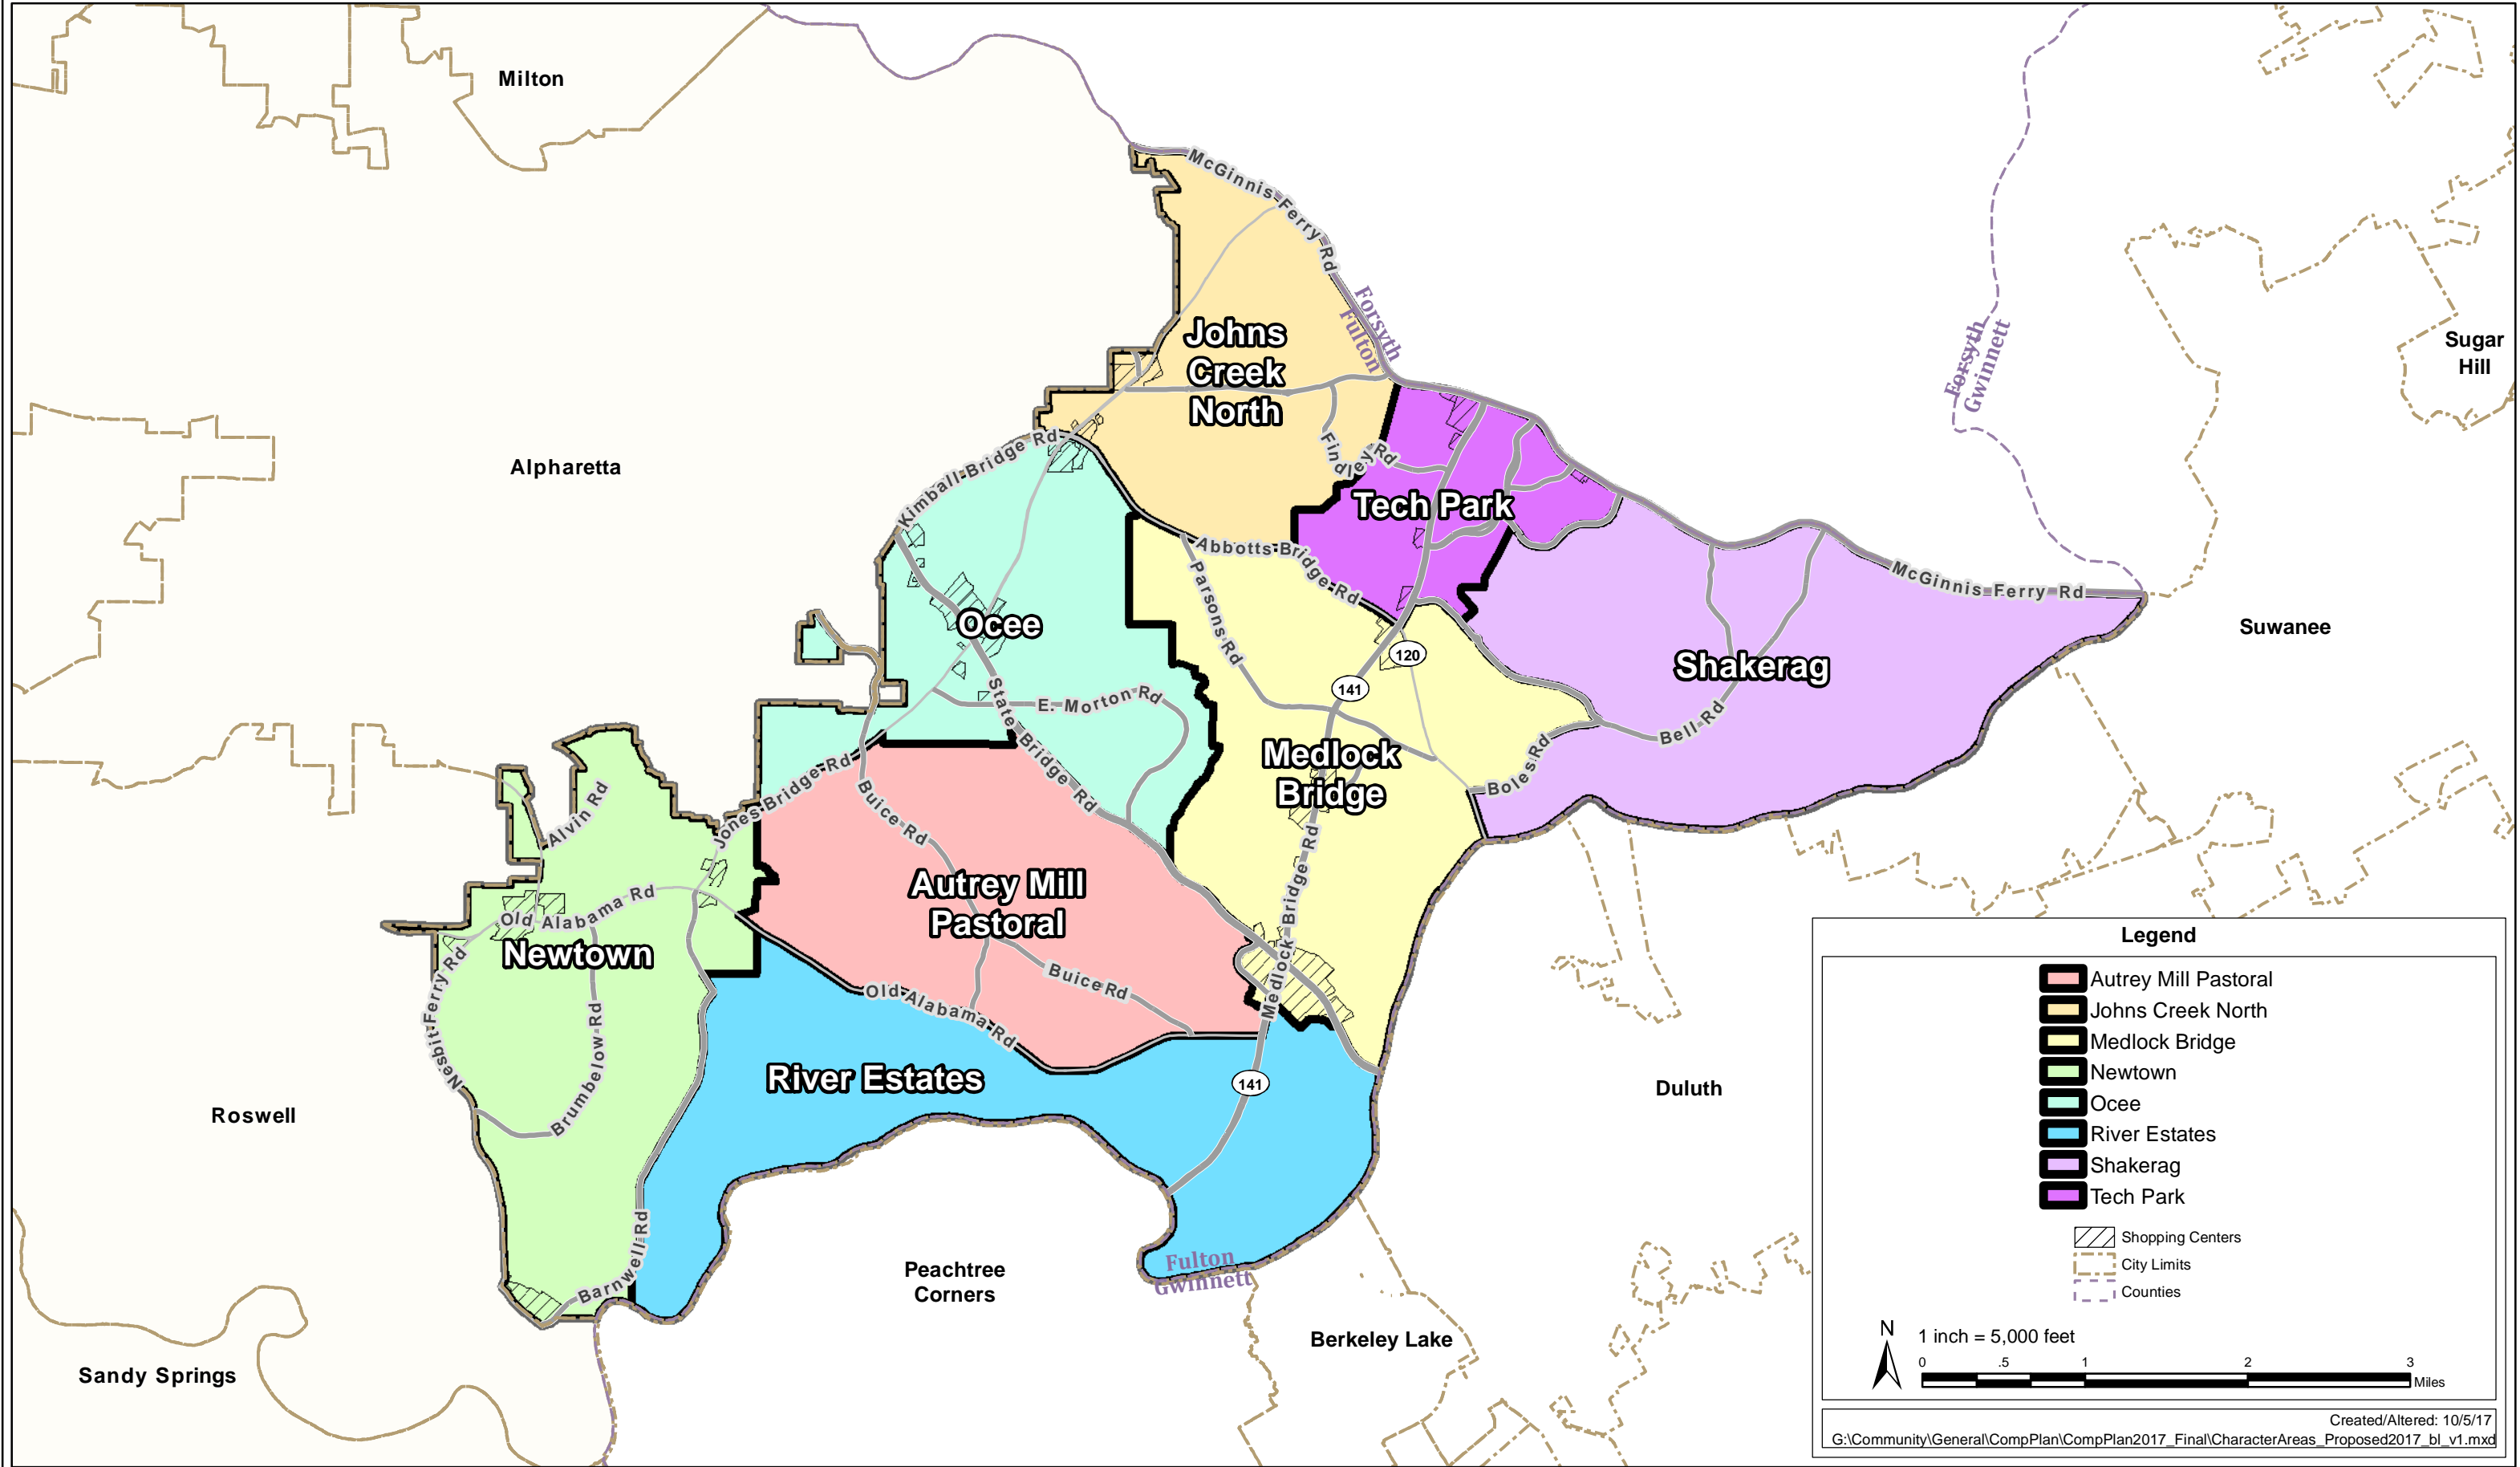 Milton
McGinnis Ferry Rd
Forsyth
Fulton
Johns
Creek
North
Forsyth
Gwinnett
Sugar
Hill
Alpharetta
Kimball Bridge Rd
Findley Rd
Tech Park
Abbotts Bridge Rd
Parsons Rd
McGinnis Ferry Rd
Suwanee
Ocee
120
Shakerag
141
State Bridge Rd
E. Morton Rd
Bell Rd
Medlock
Bridge
Boles Rd
Jones Bridge Rd
Alvin Rd
Buice Rd
Medlock Bridge Rd
Autrey Mill
Pastoral
Old Alabama Rd
Newtown
Nesbit Ferry Rd
Brumbelow Rd
Buice Rd
Old Alabama Rd
River Estates
141
Roswell
Duluth
Barnwell Rd
Fulton
Gwinnett
Peachtree
Corners
Berkeley Lake
Sandy Springs
Legend
Autrey Mill Pastoral
Johns Creek North
Medlock Bridge
Newtown
Ocee
River Estates
Shakerag
Tech Park
Shopping Centers
City Limits
Counties
N
1 inch = 5,000 feet
0 .5 1 2 3
Miles
Created/Altered: 10/5/17
G:\Community\General\CompPlan\CompPlan2017_Final\CharacterAreas_Proposed2017_bl_v1.mxd